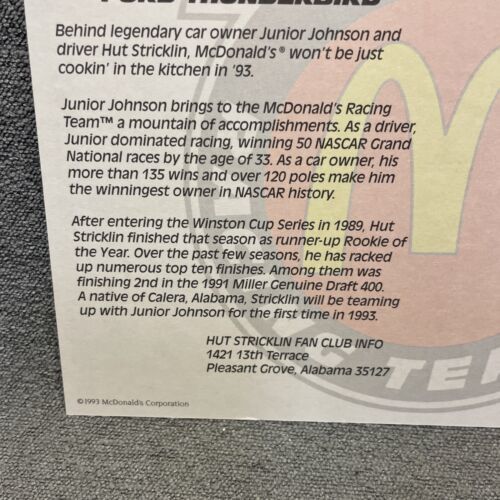 FORD THUNDERBIRD
Behind legendary car owner Junior Johnson and
driver Hut Stricklin, McDonald's® won't be just
cookin' in the kitchen in '93.
Junior Johnson brings to the McDonald's Racing
Team™ a mountain of accomplishments. As a driver,
Junior dominated racing, winning 50 NASCAR Grand
National races by the age of 33. As a car owner, his
more than 135 wins and over 120 poles make him
the winningest owner in NASCAR history.
After entering the Winston Cup Series in 1989, Hut
Stricklin finished that season as runner-up Rookie of
the Year. Over the past few seasons, he has racked
up numerous top ten finishes. Among them was
finishing 2nd in the 1991 Miller Genuine Draft 400.
A native of Calera, Alabama, Stricklin will be teaming
up with Junior Johnson for the first time in 1993.
HUT STRICKLIN FAN CLUB INFO
1421 13th Terrace
Pleasant Grove, Alabama 35127
©1993 McDonald's Corporation